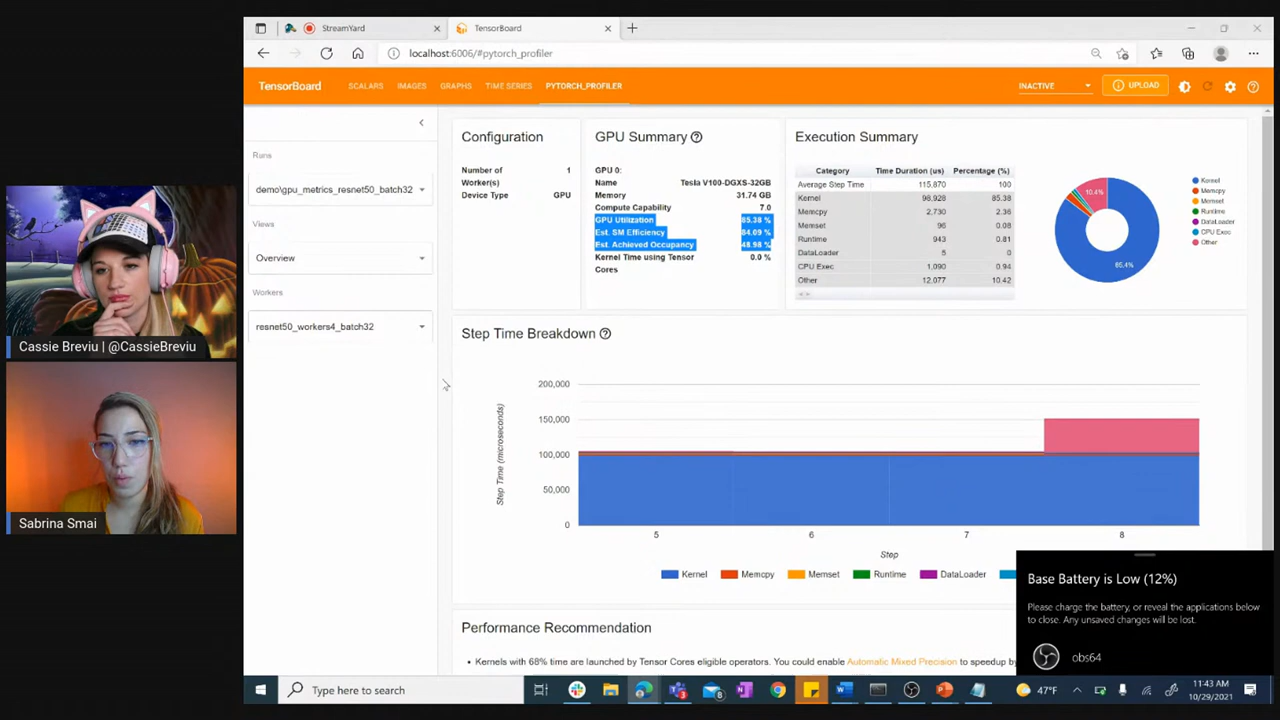 StreamYard
TensorBoard
localhost:6006/#pytorch_profiler
TensorBoard SCALARS IMAGES GRAPHS TIME SERIES PYTORCH_PROFILER INACTIVE UPLOAD
Runs
demo\gpu_metrics_resnet50_batch32
Views
Overview
Workers
resnet50_workers4_batch32
Configuration
Number of Worker(s) 1
Device Type GPU
GPU Summary
GPU 0:
Name Tesla V100-DGXS-32GB
Memory 31.74 GB
Compute Capability 7.0
GPU Utilization 85.38 %
Est. SM Efficiency 84.09 %
Est. Achieved Occupancy 48.98 %
Kernel Time using Tensor Cores 0.0 %
Execution Summary
Category Time Duration (us) Percentage (%)
Average Step Time 115,870 100
Kernel 98,928 85.38
Memcpy 2,730 2.36
Memset 96 0.08
Runtime 943 0.81
DataLoader 5 0
CPU Exec 1,090 0.94
Other 12,077 10.42
10.4%
85.4%
Kernel
Memcpy
Memset
Runtime
DataLoader
CPU Exec
Other
Step Time Breakdown
Step Time (microseconds)
200,000
150,000
100,000
50,000
0
5 6 7 8
Step
Kernel Memcpy Memset Runtime DataLoader
Performance Recommendation
• Kernels with 68% time are launched by Tensor Cores eligible operators. You could enable Automatic Mixed Precision to speedup by
Base Battery is Low (12%)
Please charge the battery, or reveal the applications below
to close. Any unsaved changes will be lost.
obs64
Cassie Breviu | @CassieBreviu
Sabrina Smai
Type here to search
8
47°F
11:43 AM
10/29/2021